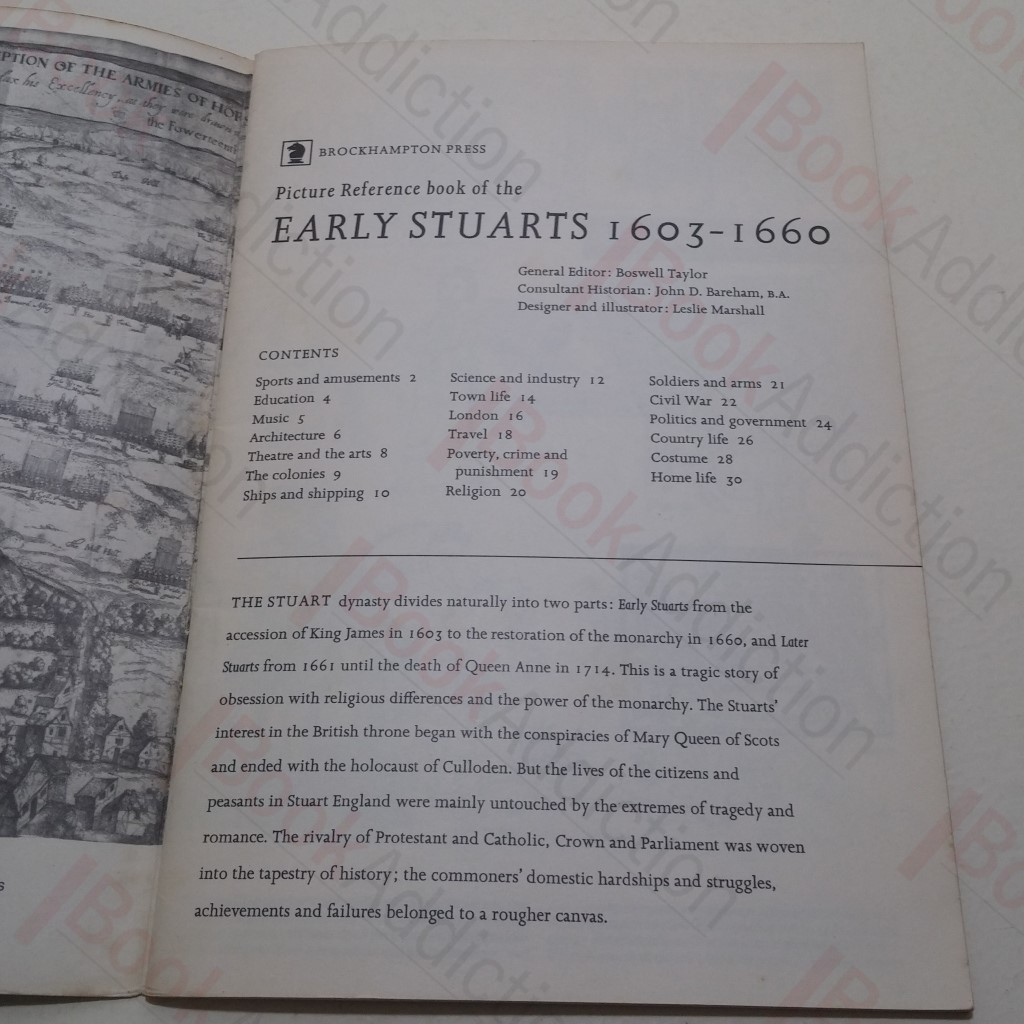 PTION OF THE ARMIES OF HOR
his Excellency, as they were drawn
the Fowerteenth
BROCKHAMPTON PRESS
Picture Reference book of the
EARLY STUARTS 1603-1660
General Editor: Boswell Taylor
Consultant Historian: John D. Bareham, B.A.
Designer and illustrator: Leslie Marshall
CONTENTS
Sports and amusements 2
Education 4
Music 5
Architecture 6
Theatre and the arts 8
The colonies 9
Ships and shipping 10
Science and industry 12
Town life 14
London 16
Travel 18
Poverty, crime and
punishment 19
Religion 20
Soldiers and arms 21
Civil War 22
Politics and government 24
Country life 26
Costume 28
Home life 30
THE STUART dynasty divides naturally into two parts: Early Stuarts from the
accession of King James in 1603 to the restoration of the monarchy in 1660, and Later
Stuarts from 1661 until the death of Queen Anne in 1714. This is a tragic story of
obsession with religious differences and the power of the monarchy. The Stuarts'
interest in the British throne began with the conspiracies of Mary Queen of Scots
and ended with the holocaust of Culloden. But the lives of the citizens and
peasants in Stuart England were mainly untouched by the extremes of tragedy and
romance. The rivalry of Protestant and Catholic, Crown and Parliament was woven
into the tapestry of history; the commoners' domestic hardships and struggles,
achievements and failures belonged to a rougher canvas.
BookAddiction